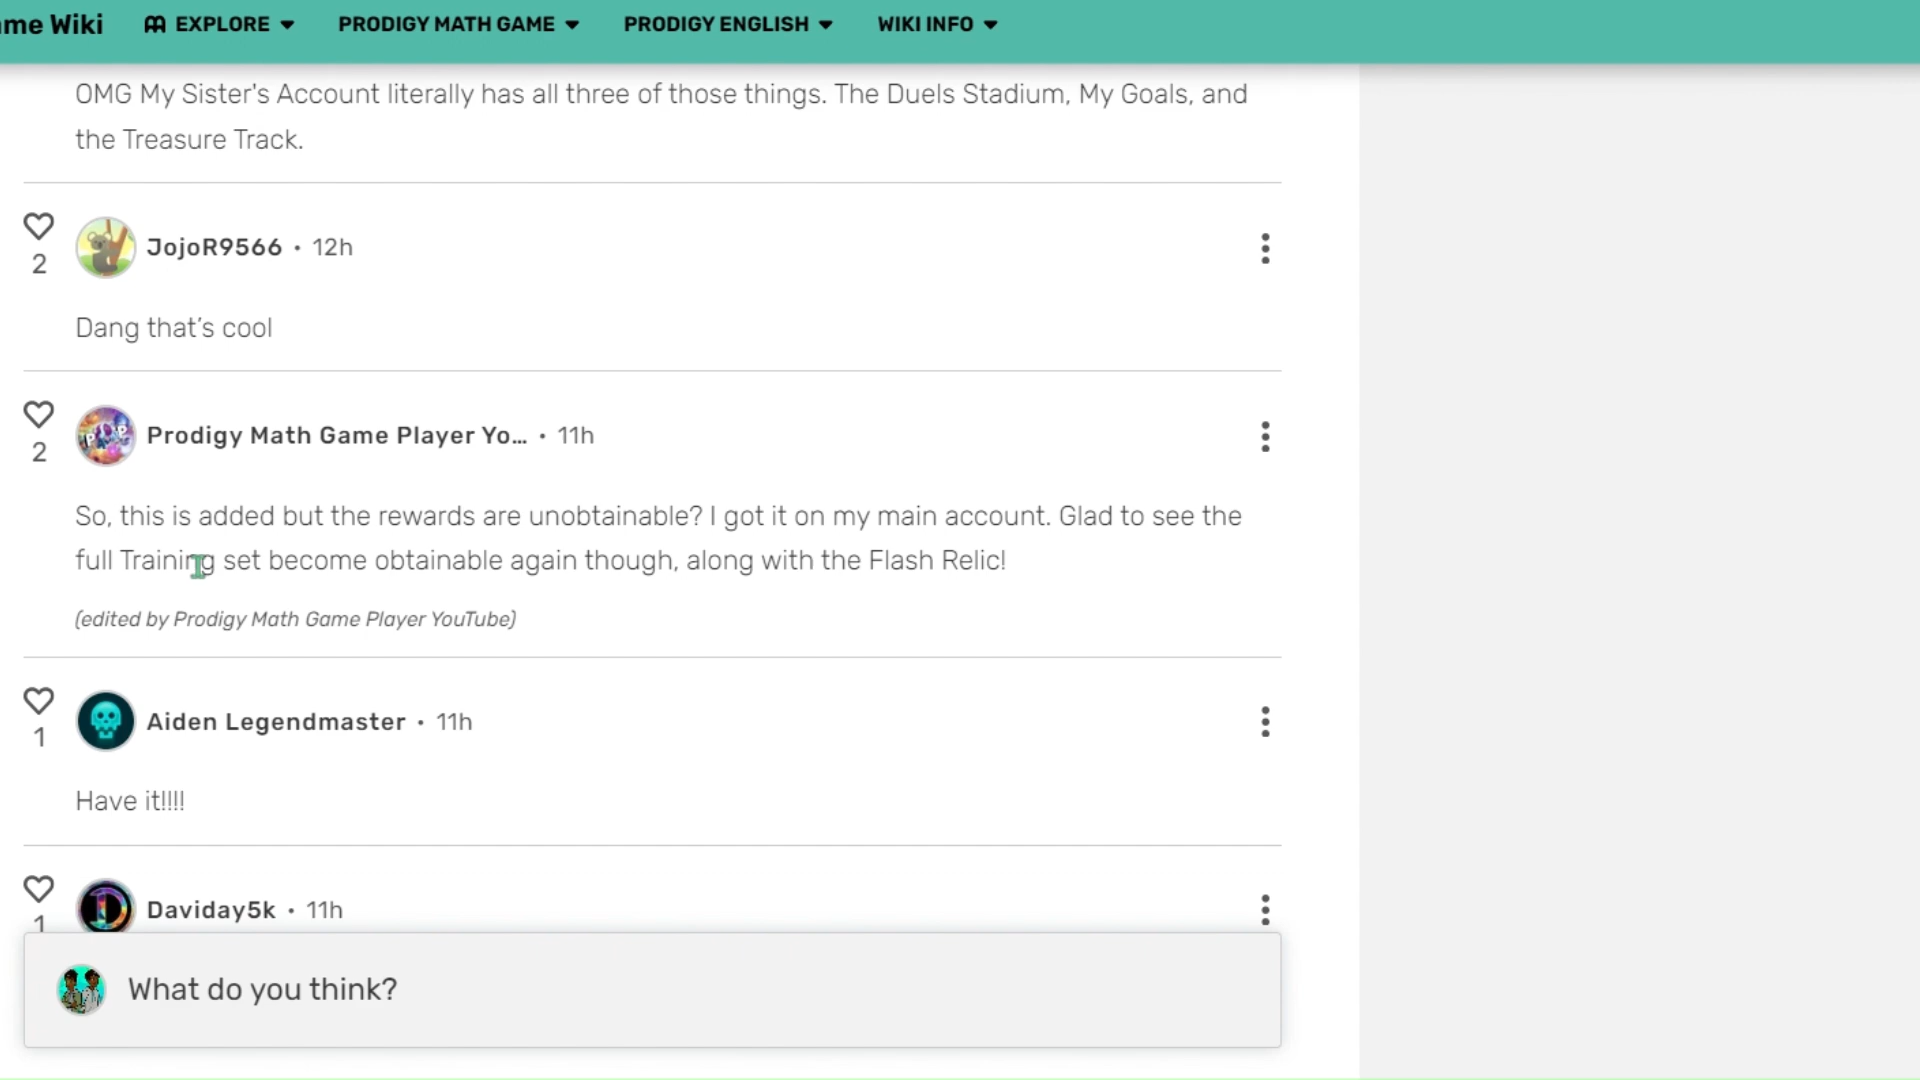 me Wiki EXPLORE PRODIGY MATH GAME PRODIGY ENGLISH WIKI INFO
OMG My Sister's Account literally has all three of those things. The Duels Stadium, My Goals, and
the Treasure Track.
2 JojoR9566 • 12h
Dang that's cool
2 Prodigy Math Game Player Yo... • 11h
So, this is added but the rewards are unobtainable? I got it on my main account. Glad to see the
full Training set become obtainable again though, along with the Flash Relic!
(edited by Prodigy Math Game Player YouTube)
1 Aiden Legendmaster • 11h
Have it!!!!
1 Daviday5k • 11h
What do you think?